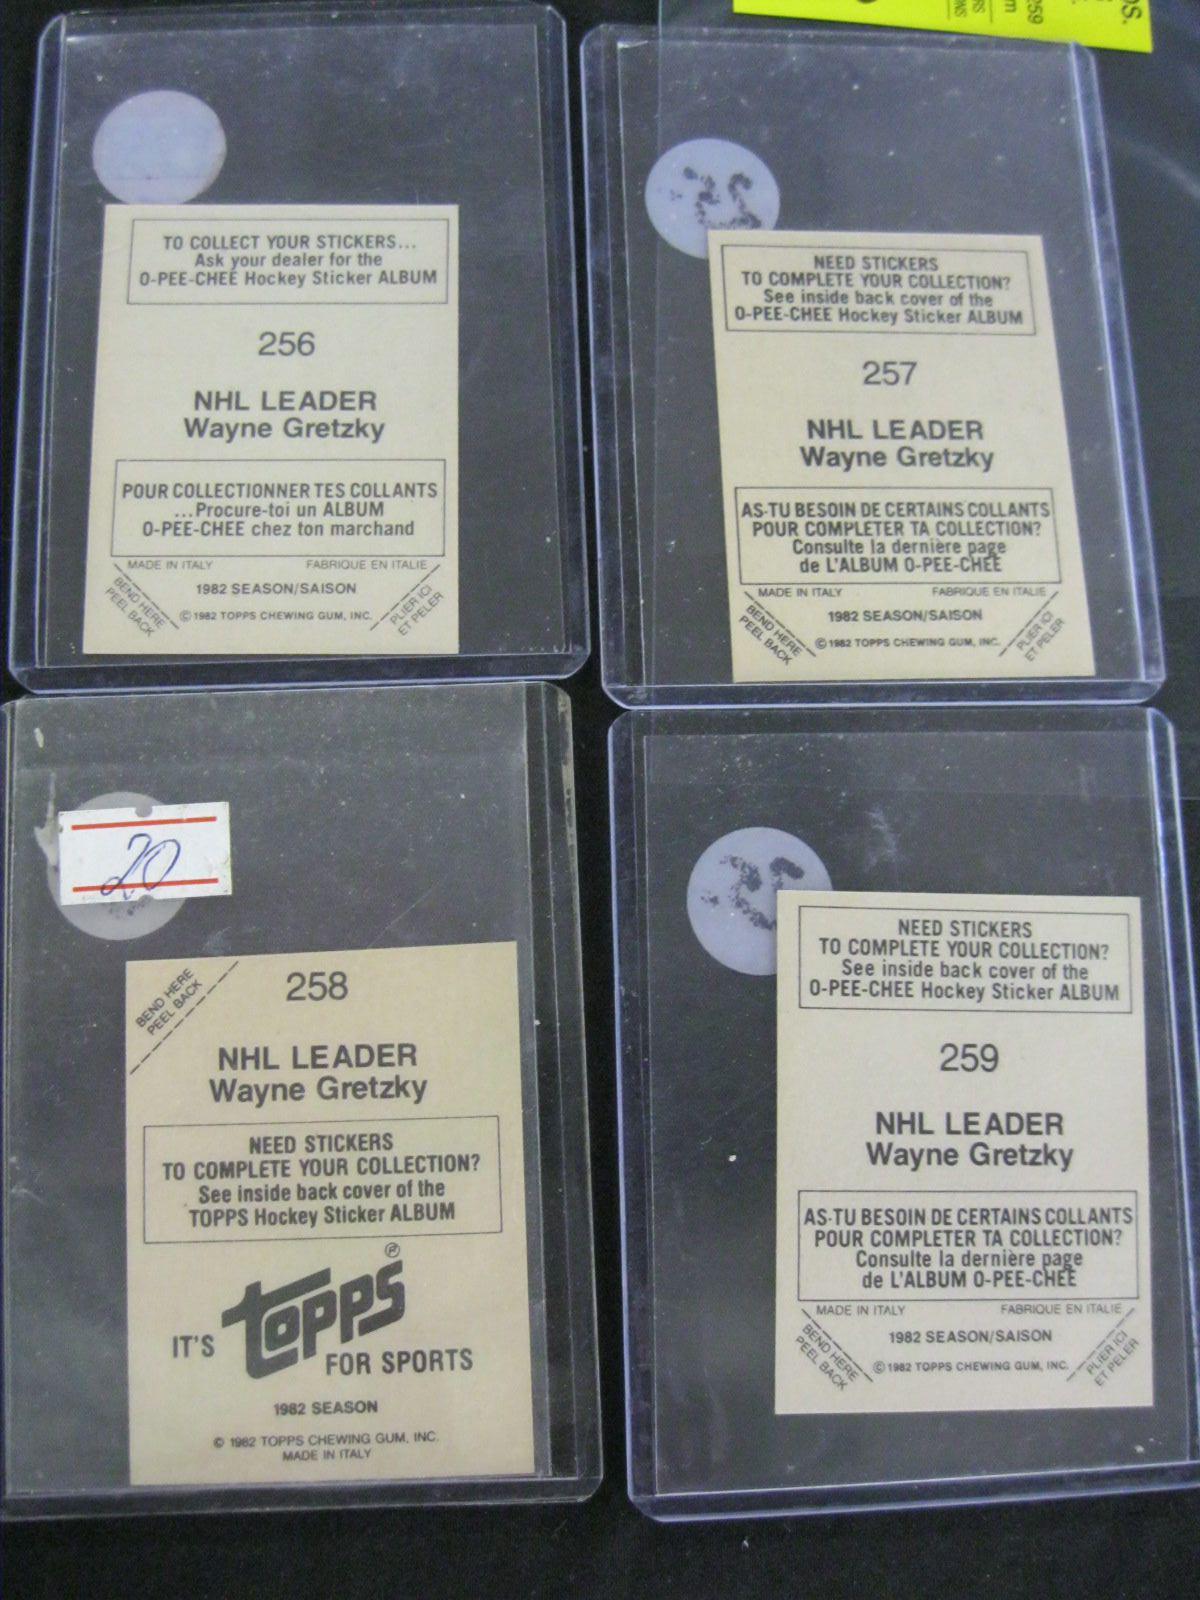 259
TO COLLECT YOUR STICKERS...
Ask your dealer for the
O-PEE-CHEE Hockey Sticker ALBUM
256
NHL LEADER
Wayne Gretzky
POUR COLLECTIONNER TES COLLANTS
...Procure-toi un ALBUM
O-PEE-CHEE chez ton marchand
MADE IN ITALY FABRIQUE EN ITALIE
BEND HERE
PEEL BACK
1982 SEASON/SAISON
© 1982 TOPPS CHEWING GUM, INC.
PLIER ICI
ET PELER
25
NEED STICKERS
TO COMPLETE YOUR COLLECTION?
See inside back cover of the
O-PEE-CHEE Hockey Sticker ALBUM
257
NHL LEADER
Wayne Gretzky
AS-TU BESOIN DE CERTAINS COLLANTS
POUR COMPLETER TA COLLECTION?
Consulte la dernière page
de L'ALBUM O-PEE-CHEE
MADE IN ITALY FABRIQUE EN ITALIE
BEND HERE
PEEL BACK
1982 SEASON/SAISON
© 1982 TOPPS CHEWING GUM, INC.
PLIER ICI
ET PELER
20
BEND HERE
PEEL BACK
258
NHL LEADER
Wayne Gretzky
NEED STICKERS
TO COMPLETE YOUR COLLECTION?
See inside back cover of the
TOPPS Hockey Sticker ALBUM
IT'S topps® FOR SPORTS
1982 SEASON
© 1982 TOPPS CHEWING GUM, INC.
MADE IN ITALY
NEED STICKERS
TO COMPLETE YOUR COLLECTION?
See inside back cover of the
O-PEE-CHEE Hockey Sticker ALBUM
259
NHL LEADER
Wayne Gretzky
AS-TU BESOIN DE CERTAINS COLLANTS
POUR COMPLETER TA COLLECTION?
Consulte la dernière page
de L'ALBUM O-PEE-CHEE
MADE IN ITALY FABRIQUE EN ITALIE
BEND HERE
PEEL BACK
1982 SEASON/SAISON
© 1982 TOPPS CHEWING GUM, INC.
PLIER ICI
ET PELER